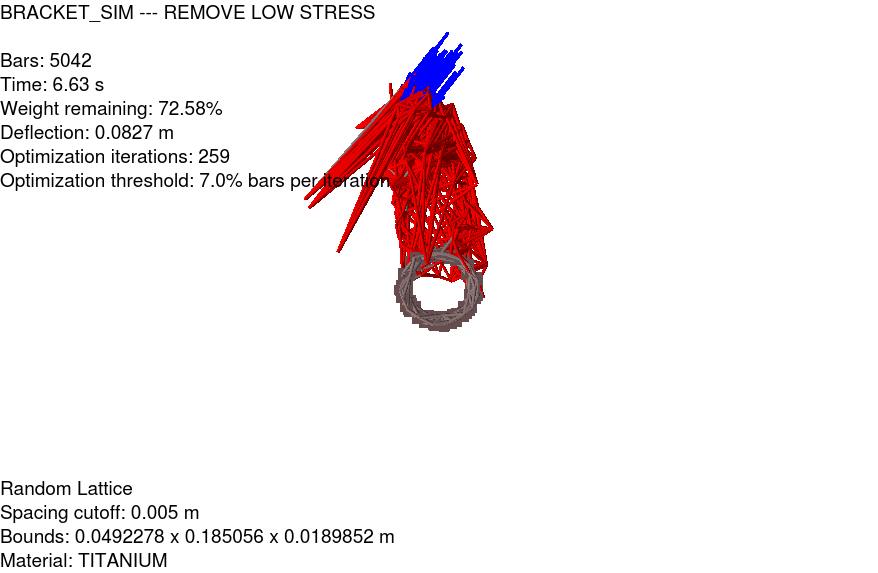 BRACKET_SIM --- REMOVE LOW STRESS
Bars: 5042
Time: 6.63 s
Weight remaining: 72.58%
Deflection: 0.0827 m
Optimization iterations: 259
Optimization threshold: 7.0% bars per iteration
Random Lattice
Spacing cutoff: 0.005 m
Bounds: 0.0492278 x 0.185056 x 0.0189852 m
Material: TITANIUM